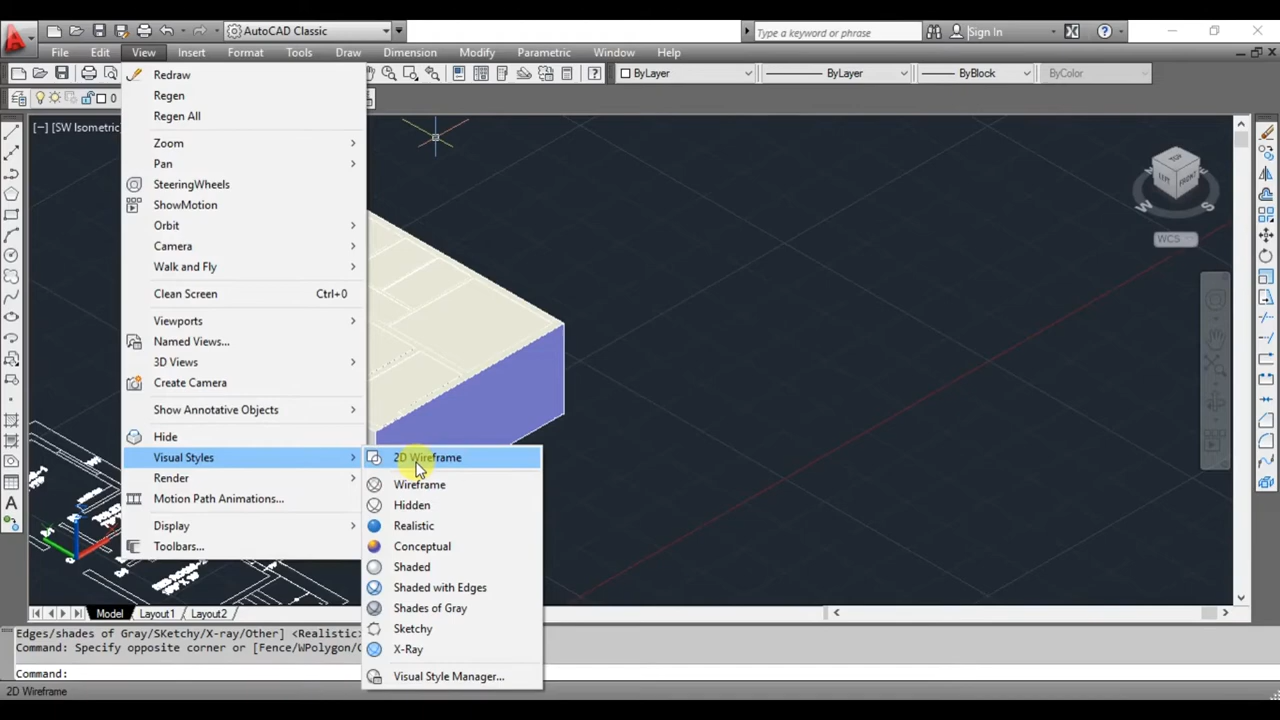 AutoCAD Classic
Type a keyword or phrase
Sign In
File Edit View Insert Format Tools Draw Dimension Modify Parametric Window Help
ByLayer ByLayer ByBlock ByColor
0
[−] [SW Isometric]
Redraw
Regen
Regen All
Zoom
Pan
SteeringWheels
ShowMotion
Orbit
Camera
Walk and Fly
Clean Screen Ctrl+0
Viewports
Named Views...
3D Views
Create Camera
Show Annotative Objects
Hide
Visual Styles
Render
Motion Path Animations...
Display
Toolbars...
2D Wireframe
Wireframe
Hidden
Realistic
Conceptual
Shaded
Shaded with Edges
Shades of Gray
Sketchy
X-Ray
Visual Style Manager...
TOP
LEFT FRONT
W S
WCS
Model Layout1 Layout2
Edges/shades of Gray/SKetchy/X-ray/Other] <Realistic>
Command: Specify opposite corner or [Fence/WPolygon/
Command:
2D Wireframe